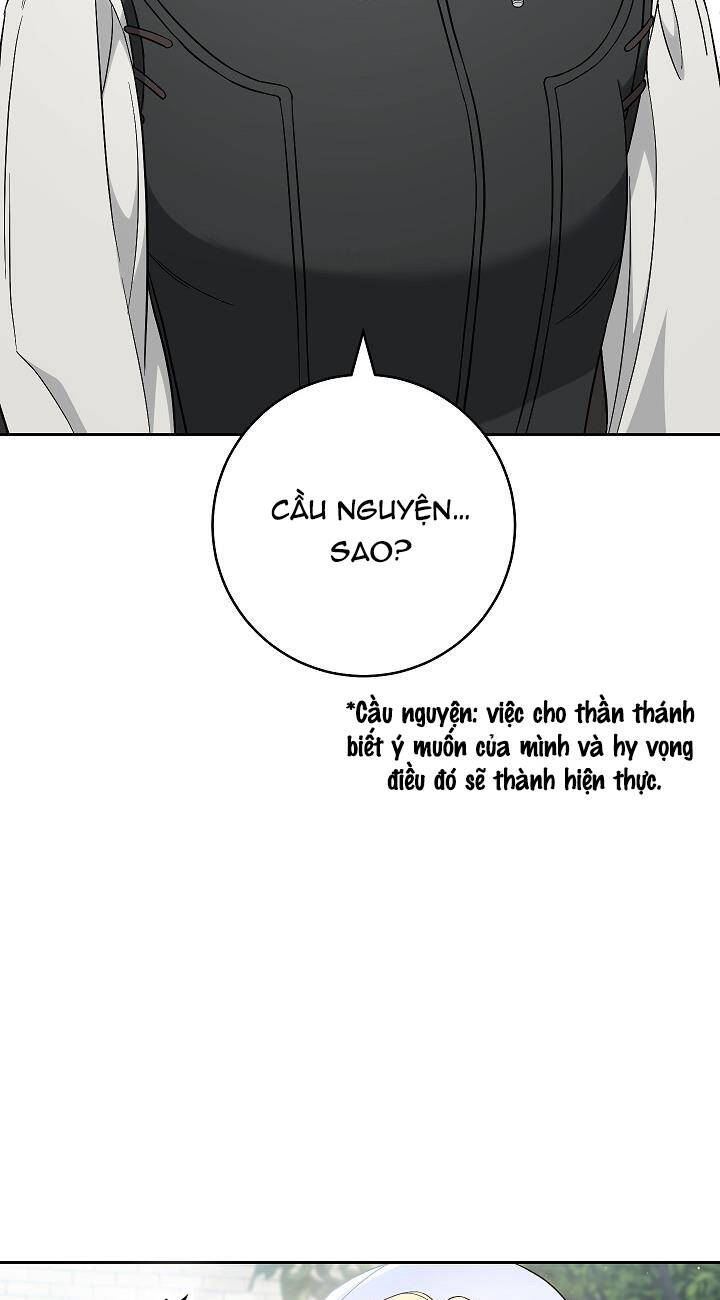 CẦU NGUYỆN...
SAO?
*Cầu nguyện: việc cho thần thánh
biết ý muốn của mình và hy vọng
điều đó sẽ thành hiện thực.